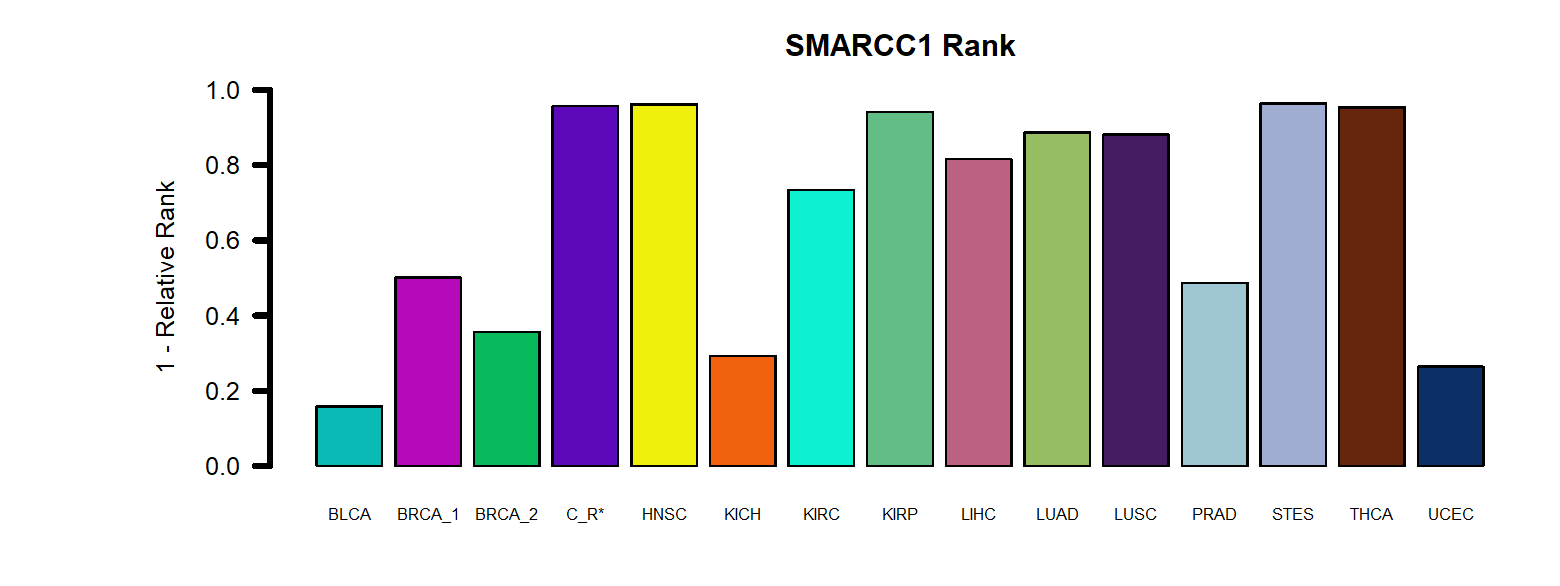 SMARCC1 Rank
1 - Relative Rank
1.0
0.8
0.6
0.4
0.2
0.0
BLCA BRCA_1 BRCA_2 C_R* HNSC KICH KIRC KIRP LIHC LUAD LUSC PRAD STES THCA UCEC